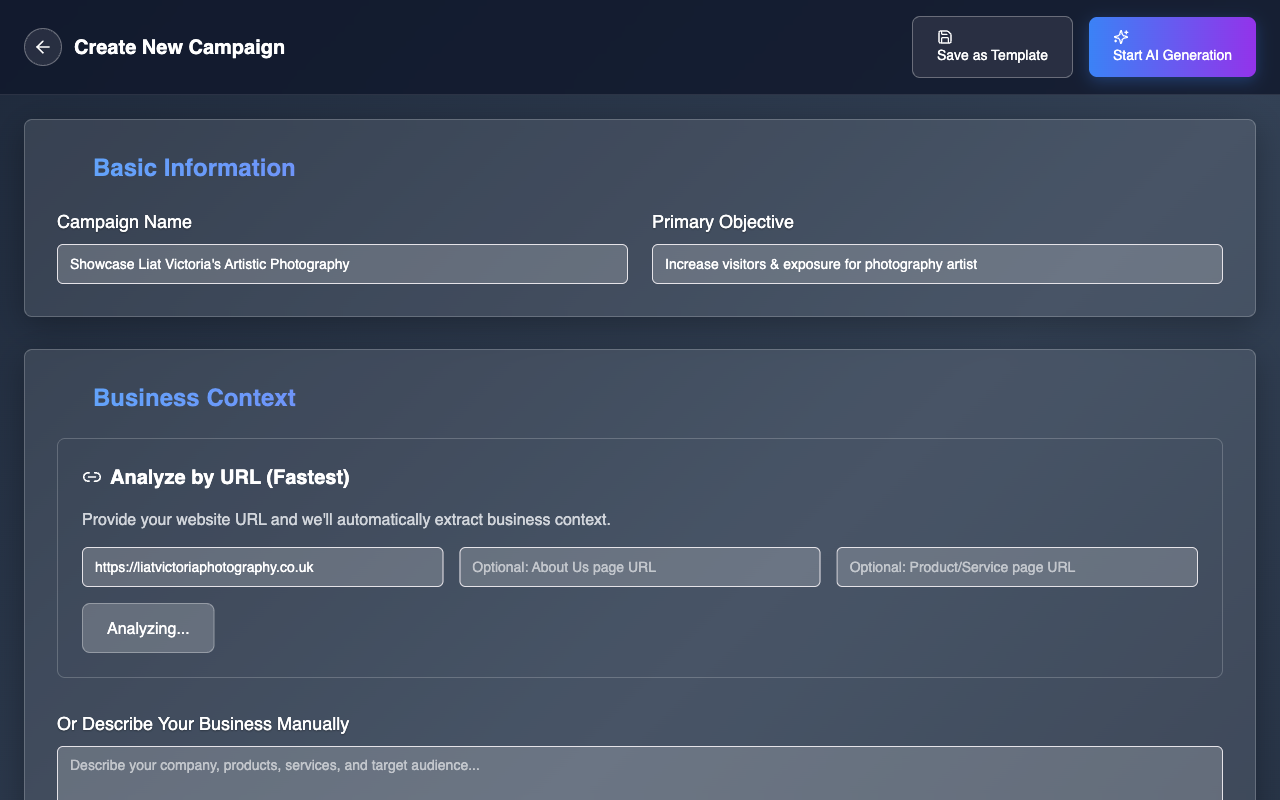 Create New Campaign
Save as Template
Start AI Generation
Basic Information
Campaign Name
Primary Objective
Showcase Liat Victoria's Artistic Photography
Increase visitors & exposure for photography artist
Business Context
Analyze by URL (Fastest)
Provide your website URL and we'll automatically extract business context.
https://liatvictoriaphotography.co.uk
Optional: About Us page URL
Optional: Product/Service page URL
Analyzing...
Or Describe Your Business Manually
Describe your company, products, services, and target audience...